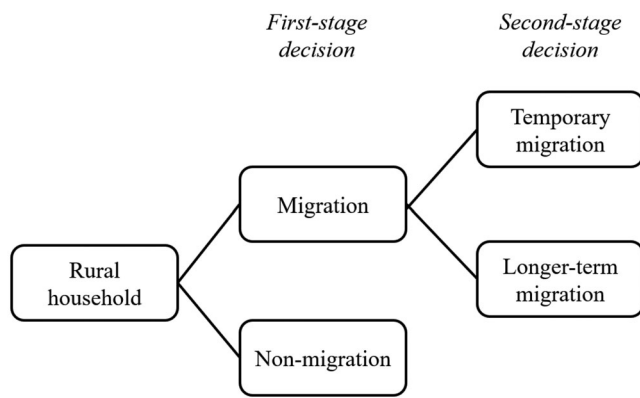 First-stage
decision
Second-stage
decision
Temporary
migration
Migration
Rural
household
Longer-term
migration
Non-migration